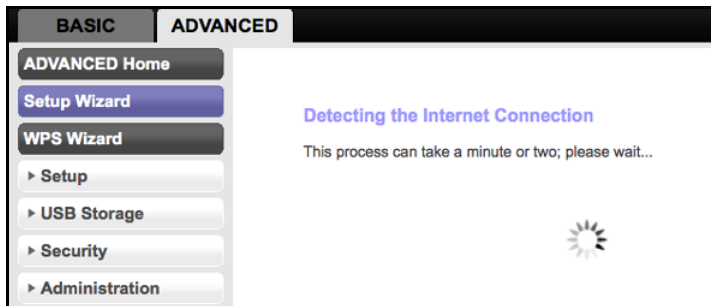 BASIC
ADVANCED
ADVANCED Home
Setup Wizard
WPS Wizard
Setup
USB Storage
Security
Administration
Detecting the Internet Connection
This process can take a minute or two; please wait...